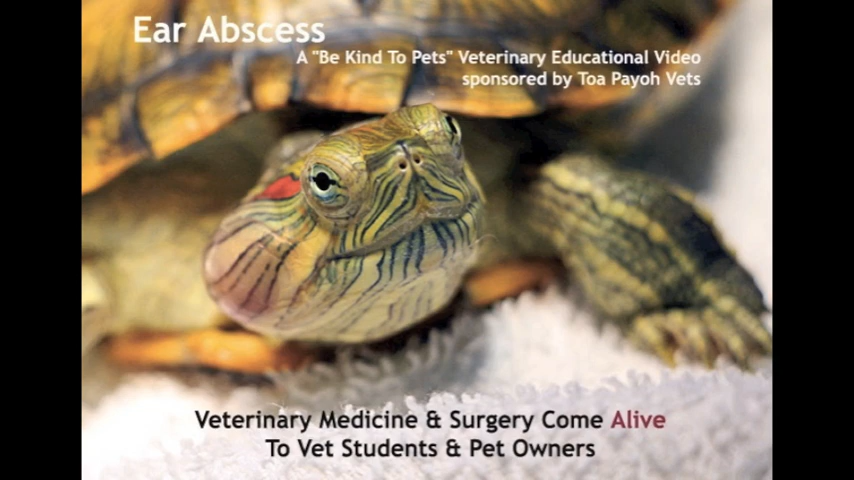 Ear Abscess
A "Be Kind To Pets" Veterinary Educational Video
sponsored by Toa Payoh Vets
Veterinary Medicine & Surgery Come Alive
To Vet Students & Pet Owners